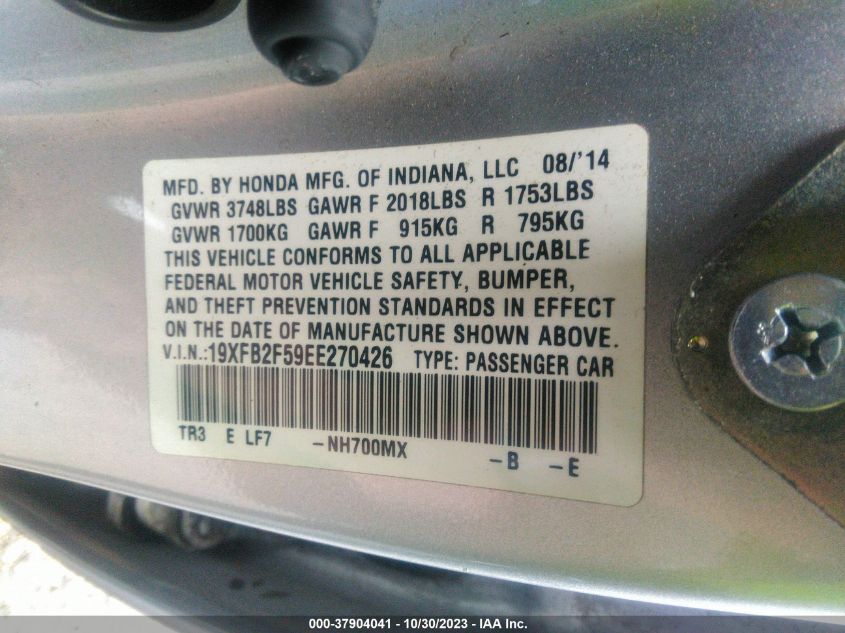 MFD. BY HONDA MFG. OF INDIANA, LLC 08/'14
GVWR 3748LBS GAWR F 2018LBS R 1753LBS
GVWR 1700KG GAWR F 915KG R 795KG
THIS VEHICLE CONFORMS TO ALL APPLICABLE
FEDERAL MOTOR VEHICLE SAFETY, BUMPER,
AND THEFT PREVENTION STANDARDS IN EFFECT
ON THE DATE OF MANUFACTURE SHOWN ABOVE.
V.I.N.:19XFB2F59EE270426 TYPE: PASSENGER CAR
TR3 E LF7 -NH700MX -B -E
000-37904041 - 10/30/2023 - IAA Inc.